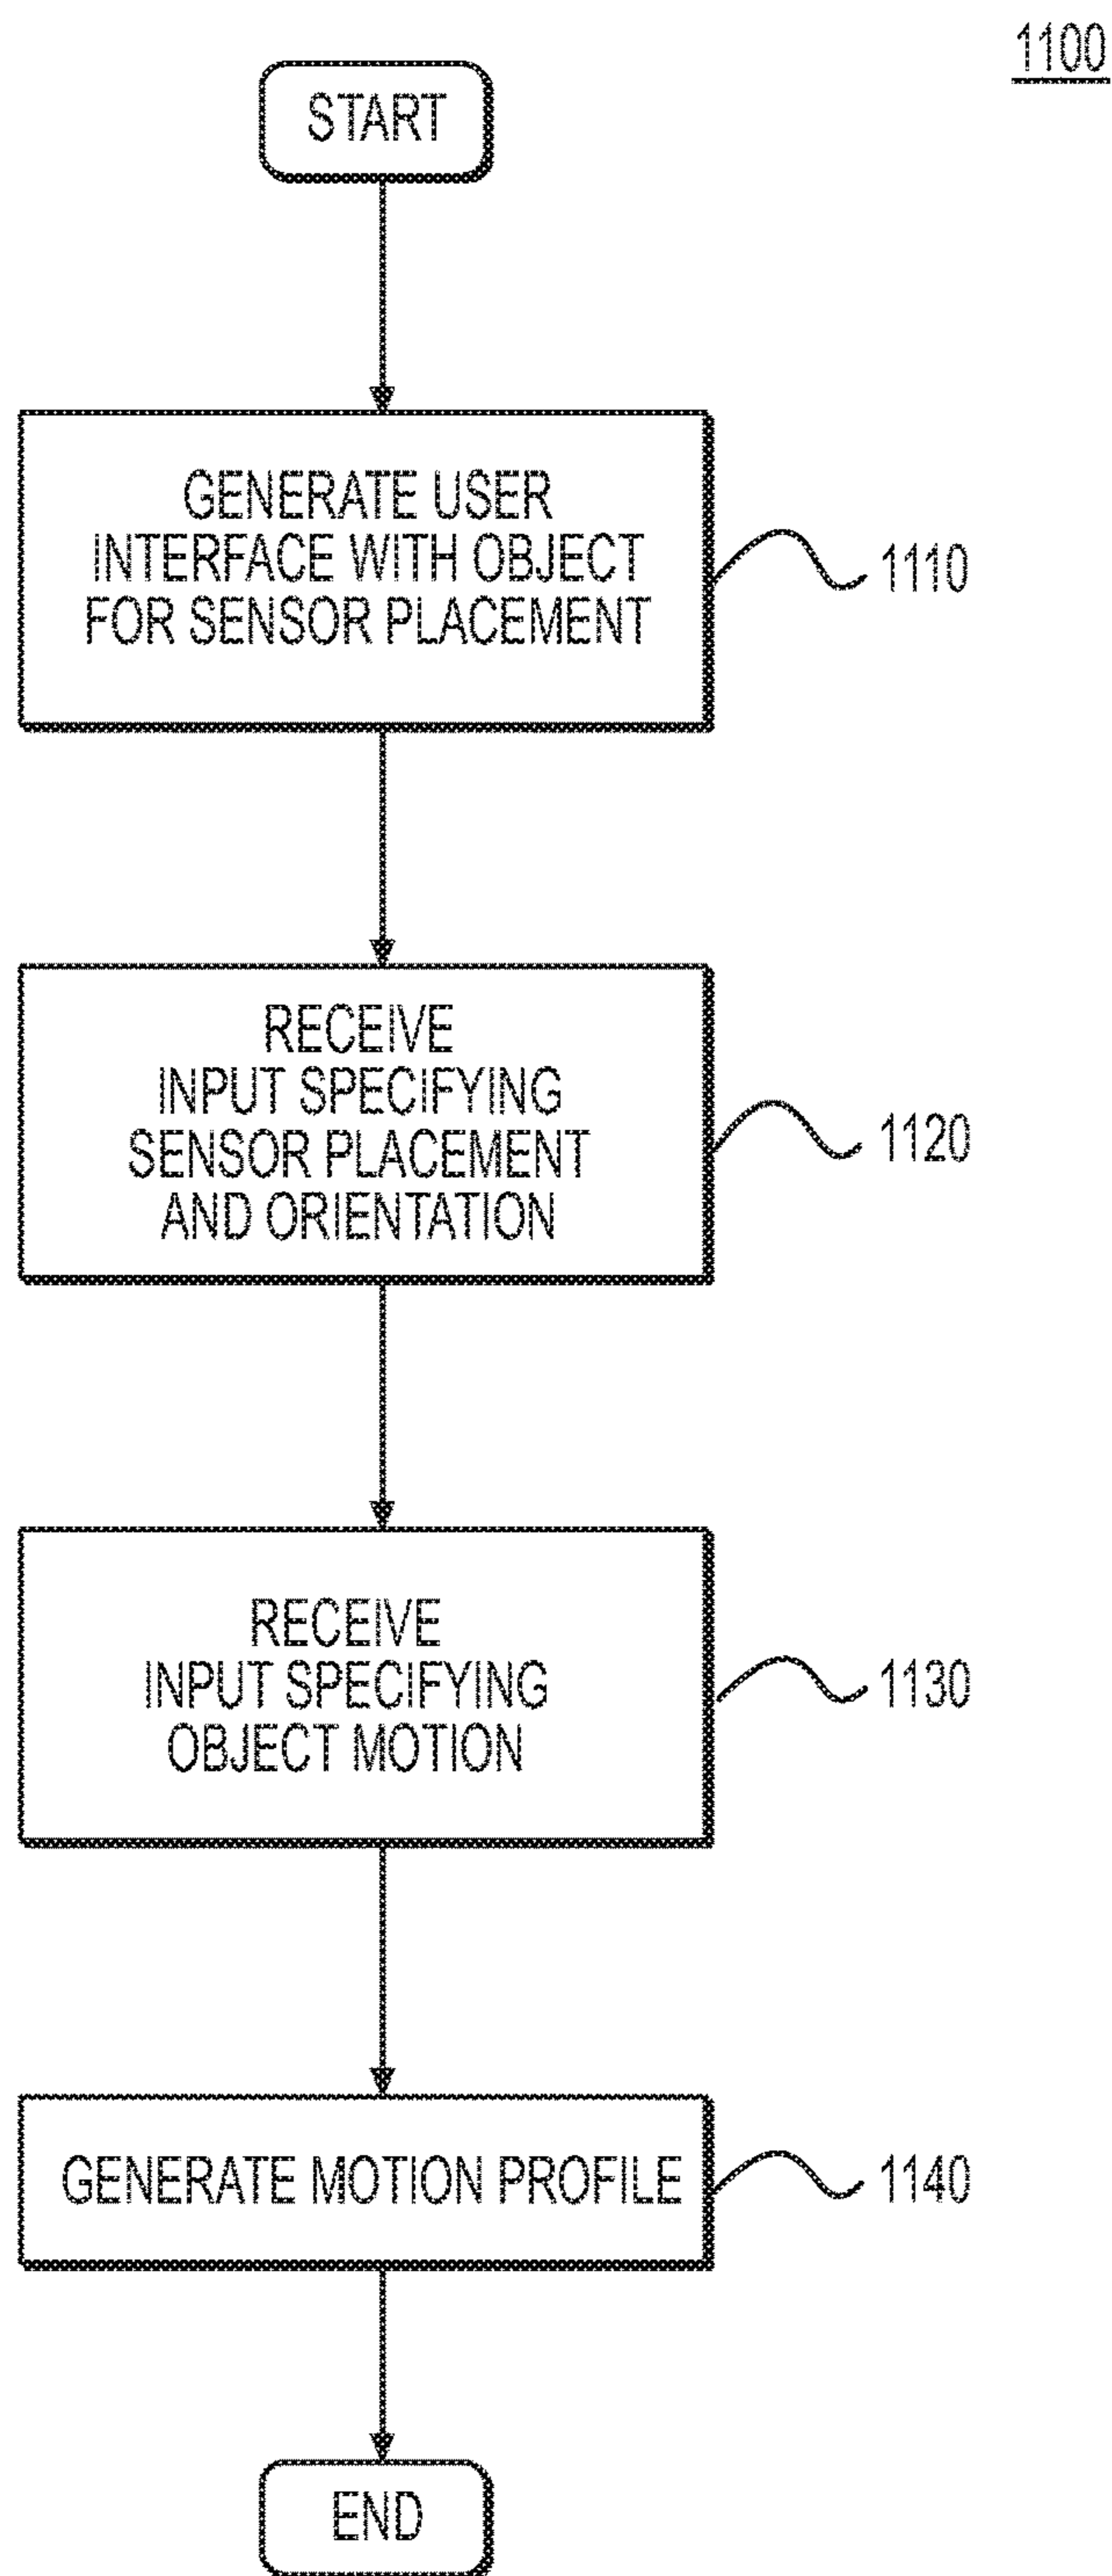 1100
START
GENERATE USER
INTERFACE WITH OBJECT
FOR SENSOR PLACEMENT
1110
RECEIVE
INPUT SPECIFYING
SENSOR PLACEMENT
AND ORIENTATION
1120
RECEIVE
INPUT SPECIFYING
OBJECT MOTION
1130
GENERATE MOTION PROFILE
1140
END